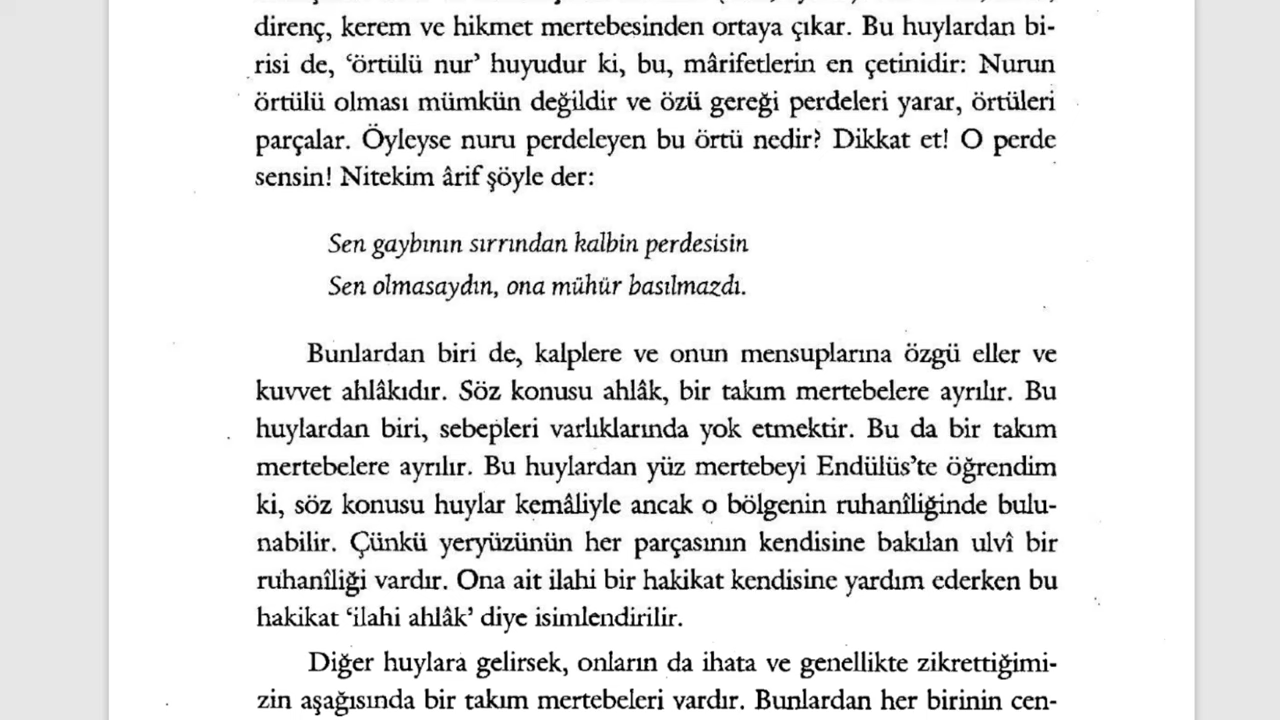 direnç, kerem ve hikmet mertebesinden ortaya çıkar. Bu huylardan bi-
risi de, ‘örtülü nur’ huyudur ki, bu, mârifetlerin en çetinidir: Nurun
örtülü olması mümkün değildir ve özü gereği perdeleri yarar, örtüleri
parçalar. Öyleyse nuru perdeleyen bu örtü nedir? Dikkat et! O perde
sensin! Nitekim ârif şöyle der:
Sen gaybının sırrından kalbin perdesisin
Sen olmasaydın, ona mühür basılmazdı.
Bunlardan biri de, kalplere ve onun mensuplarına özgü eller ve
kuvvet ahlâkıdır. Söz konusu ahlâk, bir takım mertebelere ayrılır. Bu
huylardan biri, sebepleri varlıklarında yok etmektir. Bu da bir takım
mertebelere ayrılır. Bu huylardan yüz mertebeyi Endülüs’te öğrendim
ki, söz konusu huylar kemâliyle ancak o bölgenin ruhanîliğinde bulu-
nabilir. Çünkü yeryüzünün her parçasının kendisine bakılan ulvî bir
ruhanîliği vardır. Ona ait ilahi bir hakikat kendisine yardım ederken bu
hakikat ‘ilahi ahlâk’ diye isimlendirilir.
Diğer huylara gelirsek, onların da ihata ve genellikte zikrettiğimi-
zin aşağısında bir takım mertebeleri vardır. Bunlardan her birinin cen-